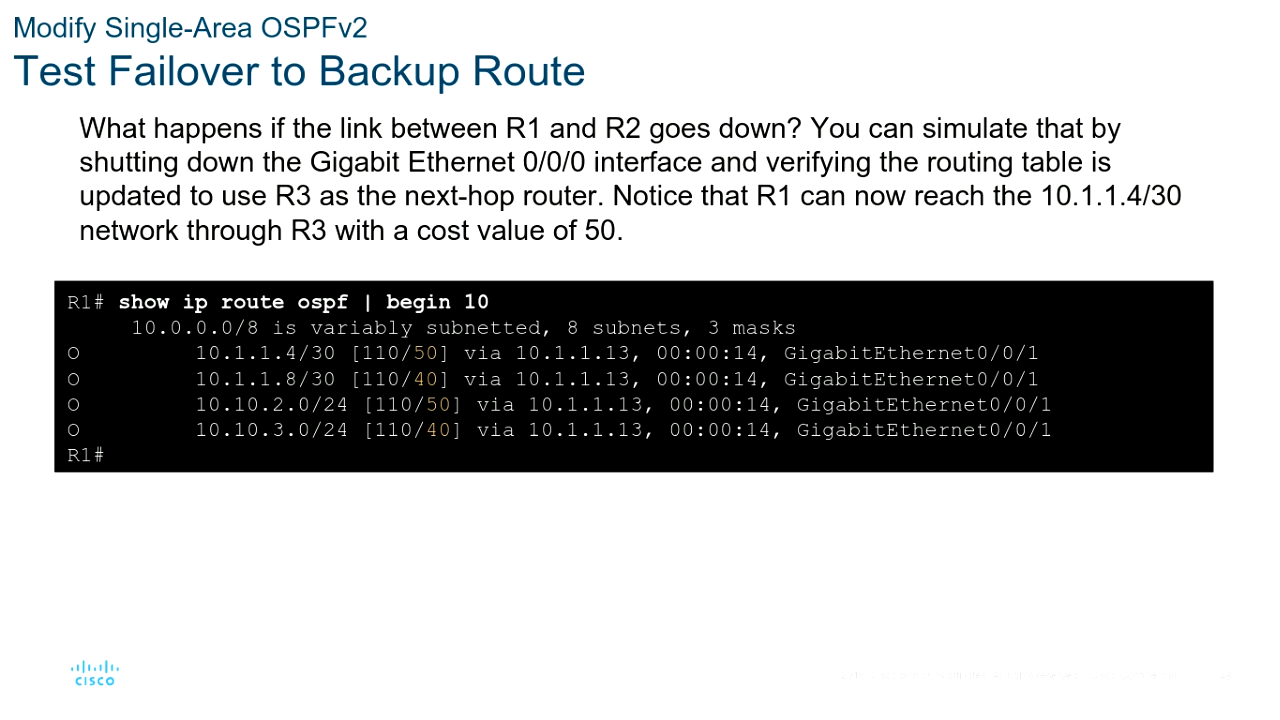 Modify Single-Area OSPFv2
Test Failover to Backup Route
What happens if the link between R1 and R2 goes down? You can simulate that by
shutting down the Gigabit Ethernet 0/0/0 interface and verifying the routing table is
updated to use R3 as the next-hop router. Notice that R1 can now reach the 10.1.1.4/30
network through R3 with a cost value of 50.
R1# show ip route ospf | begin 10
10.0.0.0/8 is variably subnetted, 8 subnets, 3 masks
O 10.1.1.4/30 [110/50] via 10.1.1.13, 00:00:14, GigabitEthernet0/0/1
O 10.1.1.8/30 [110/40] via 10.1.1.13, 00:00:14, GigabitEthernet0/0/1
O 10.10.2.0/24 [110/50] via 10.1.1.13, 00:00:14, GigabitEthernet0/0/1
O 10.10.3.0/24 [110/40] via 10.1.1.13, 00:00:14, GigabitEthernet0/0/1
R1#
CISCO